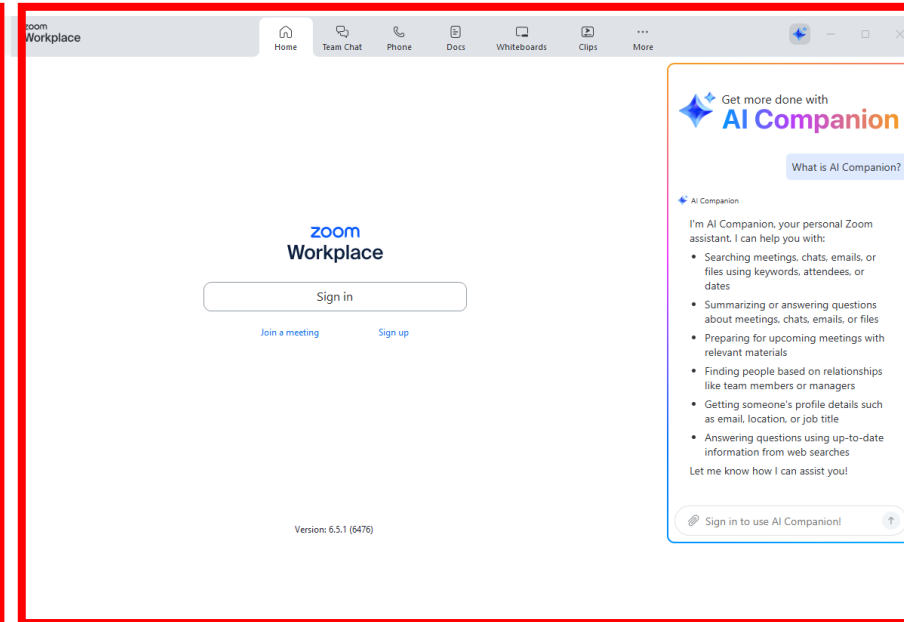 zoom
Workplace
Home
Team Chat
Phone
Docs
Whiteboards
Clips
More
zoom
Workplace
Sign in
Join a meeting
Sign up
Version: 6.5.1 (6476)
Get more done with
AI Companion
What is AI Companion?
AI Companion
I'm AI Companion, your personal Zoom
assistant. I can help you with:
• Searching meetings, chats, emails, or
files using keywords, attendees, or
dates
• Summarizing or answering questions
about meetings, chats, emails, or files
• Preparing for upcoming meetings with
relevant materials
• Finding people based on relationships
like team members or managers
• Getting someone's profile details such
as email, location, or job title
• Answering questions using up-to-date
information from web searches
Let me know how I can assist you!
Sign in to use AI Companion!